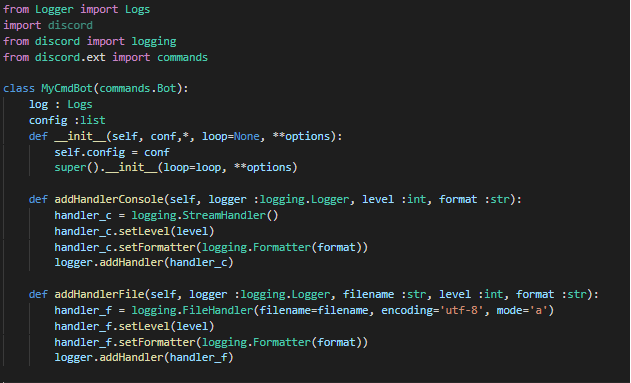 from Logger import Logs
import discord
from discord import logging
from discord.ext import commands
class MyCmdBot(commands.Bot):
    log : Logs
    config :list
    def __init__(self, conf,*, loop=None, **options):
        self.config = conf
        super().__init__(loop=loop, **options)
    def addHandlerConsole(self, logger :logging.Logger, level :int, format :str):
        handler_c = logging.StreamHandler()
        handler_c.setLevel(level)
        handler_c.setFormatter(logging.Formatter(format))
        logger.addHandler(handler_c)
    def addHandlerFile(self, logger :logging.Logger, filename :str, level :int, format :str):
        handler_f = logging.FileHandler(filename=filename, encoding='utf-8', mode='a')
        handler_f.setLevel(level)
        handler_f.setFormatter(logging.Formatter(format))
        logger.addHandler(handler_f)